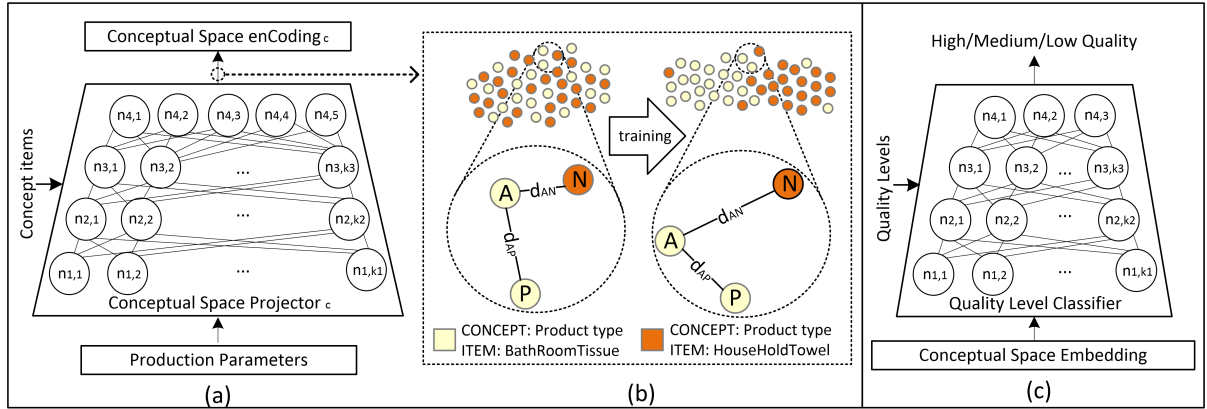 Conceptual Space enCoding c
n4,1 n4,2 n4,3 n4,4 n4,5
n3,1 n3,2 ... n3,k3
n2,1 n2,2 ... n2,k2
n1,1 n1,2 ... n1,k1
Conceptual Space Projector c
Concept items
Production Parameters
(a)
training
A dAN N
dAP
P
N
dAN
A
dAP
P
CONCEPT: Product type
ITEM: BathRoomTissue
CONCEPT: Product type
ITEM: HouseHoldTowel
(b)
High/Medium/Low Quality
n4,1 n4,2 n4,3
n3,1 n3,2 ... n3,k3
n2,1 n2,2 ... n2,k2
n1,1 n1,2 ... n1,k1
Quality Level Classifier
Quality Levels
Conceptual Space Embedding
(c)